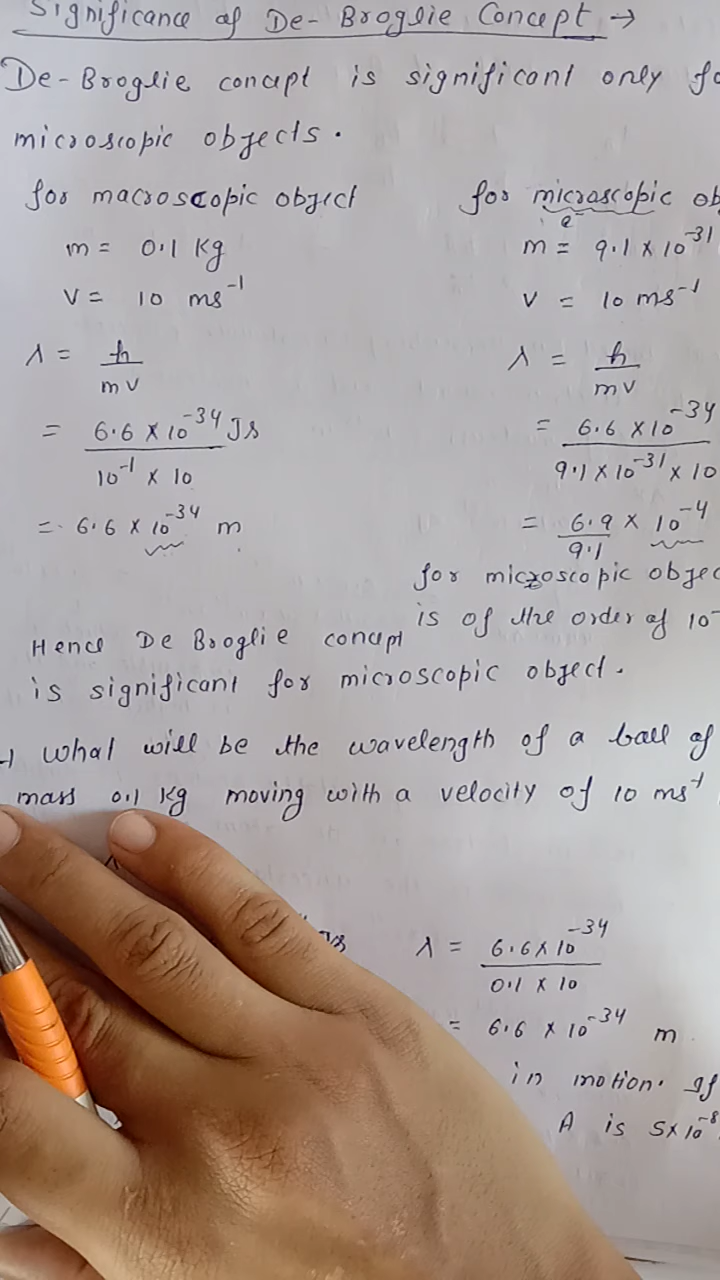 Significance of De-Broglie Concept →
De-Broglie concept is significant only fo
microscopic objects.
for macroscopic object
m = 0.1 Kg
V = 10 ms⁻¹
λ = h/mv
= 6.6 × 10⁻³⁴ Js / 10⁻¹ × 10
= 6.6 × 10⁻³⁴ m
for microscopic ob
e
m = 9.1 × 10⁻³¹
V = 10 ms⁻¹
λ = h/mv
= 6.6 × 10⁻³⁴ / 9.1 × 10⁻³¹ × 10
= 6.9/9.1 × 10⁻⁴
for microscopic objec
is of the order of 10⁻
Hence De Broglie concept
is significant for microscopic object.
What will be the wavelength of a ball of
mass 0.1 Kg moving with a velocity of 10 ms⁻¹
λ = 6.6 × 10⁻³⁴ / 0.1 × 10
= 6.6 × 10⁻³⁴ m
in motion. If
A is 5×10⁻⁸